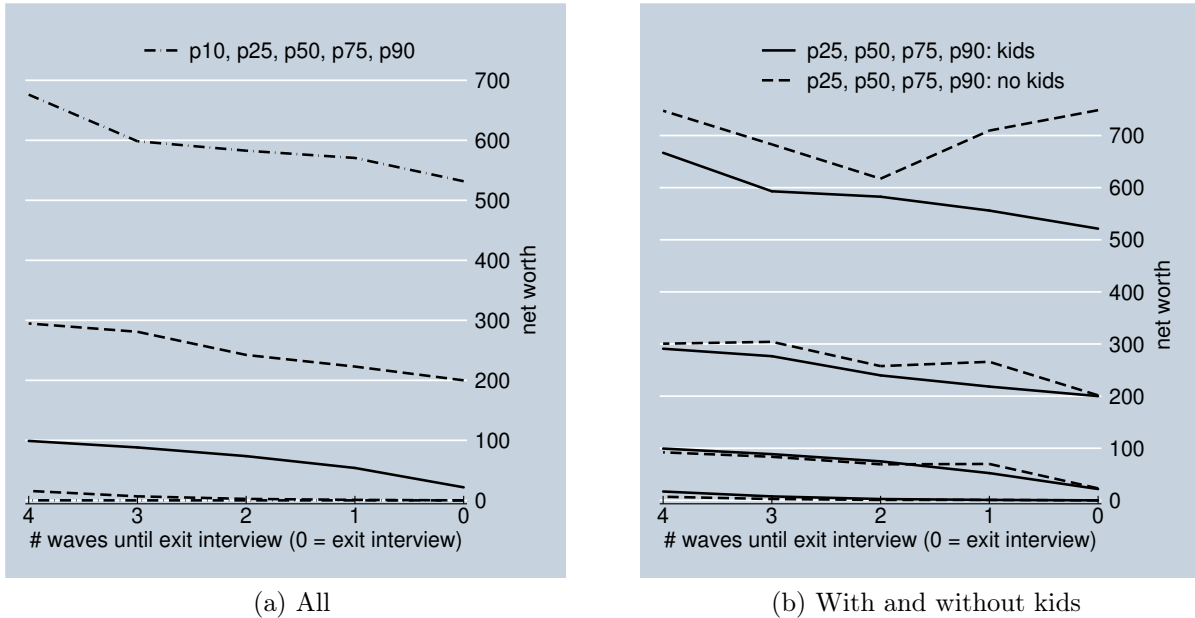 p10, p25, p50, p75, p90
700
600
500
400
300
200
100
0
net worth
4 3 2 1 0
# waves until exit interview (0 = exit interview)
(a) All
p25, p50, p75, p90: kids
p25, p50, p75, p90: no kids
700
600
500
400
300
200
100
0
net worth
4 3 2 1 0
# waves until exit interview (0 = exit interview)
(b) With and without kids